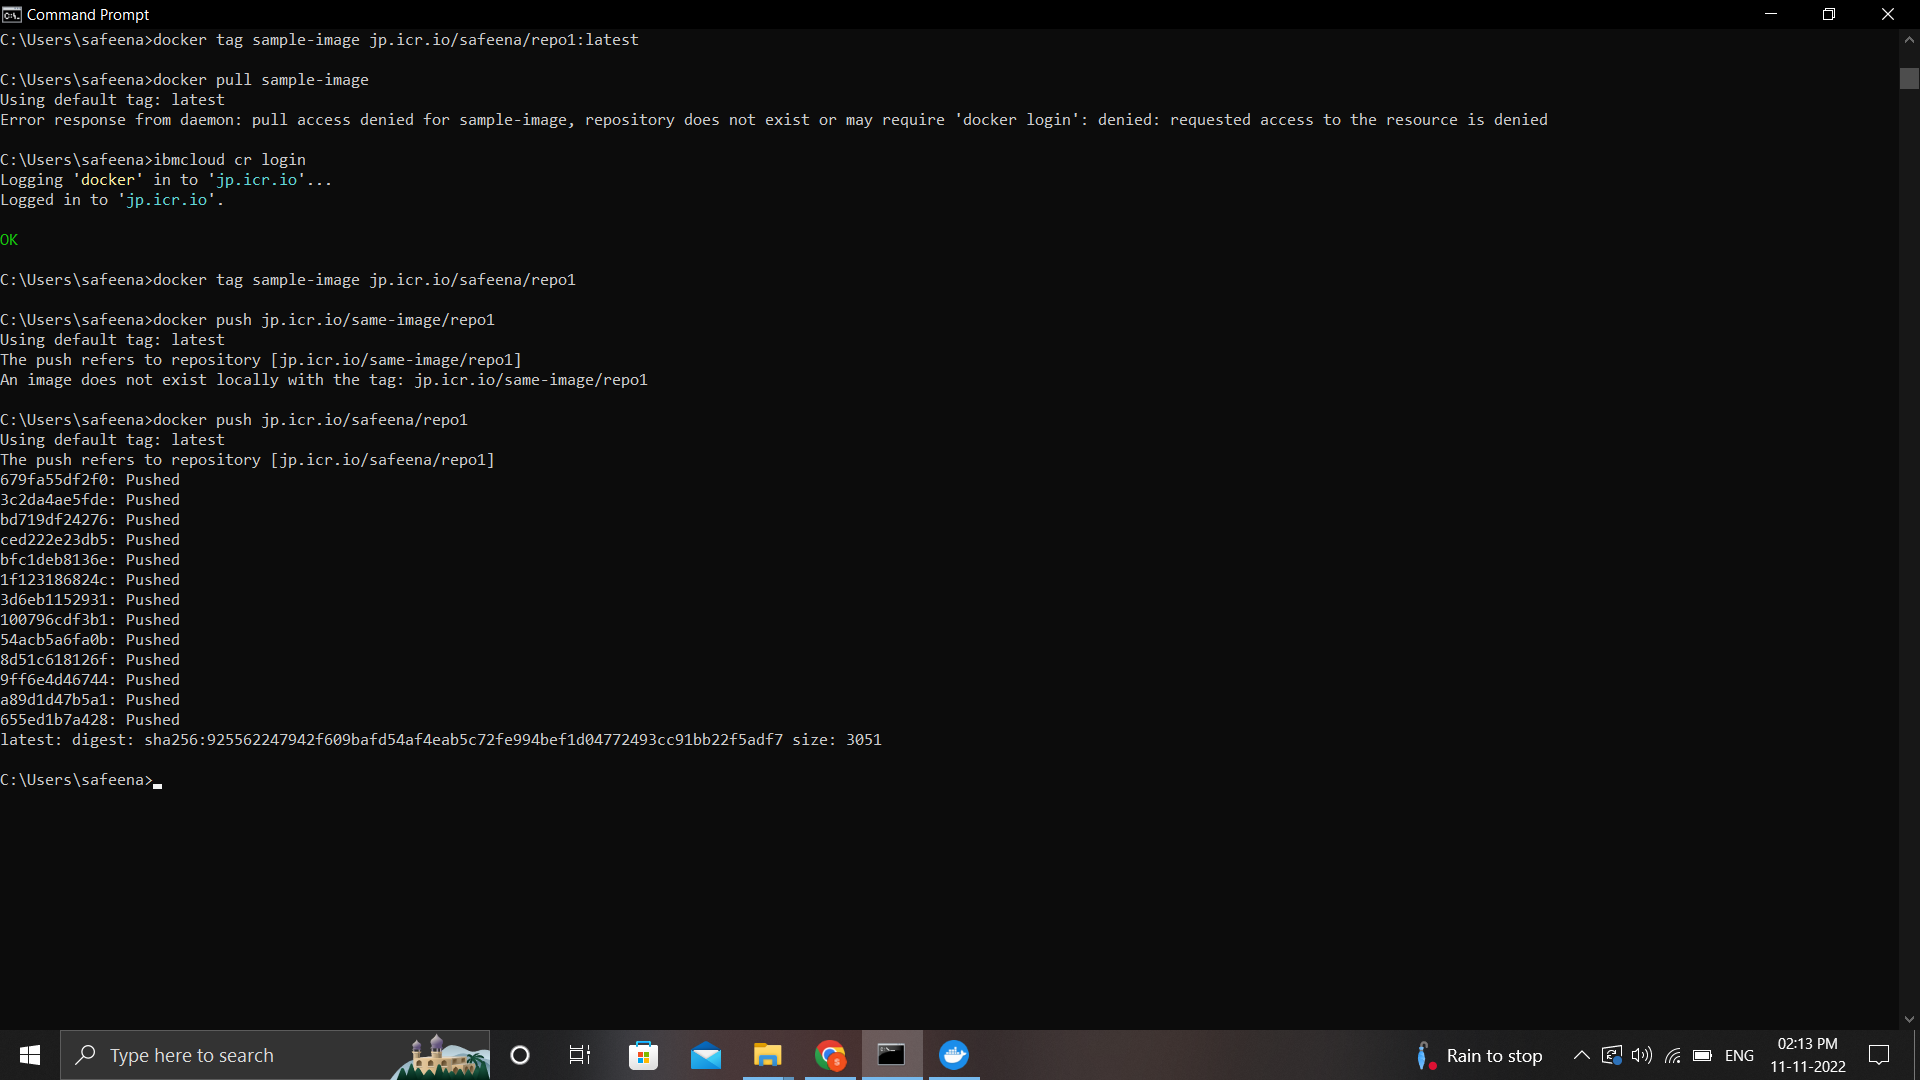 Command Prompt
C:\Users\safeena>docker tag sample-image jp.icr.io/safeena/repo1:latest
C:\Users\safeena>docker pull sample-image
Using default tag: latest
Error response from daemon: pull access denied for sample-image, repository does not exist or may require 'docker login': denied: requested access to the resource is denied
C:\Users\safeena>ibmcloud cr login
Logging 'docker' in to 'jp.icr.io'...
Logged in to 'jp.icr.io'.
OK
C:\Users\safeena>docker tag sample-image jp.icr.io/safeena/repo1
C:\Users\safeena>docker push jp.icr.io/same-image/repo1
Using default tag: latest
The push refers to repository [jp.icr.io/same-image/repo1]
An image does not exist locally with the tag: jp.icr.io/same-image/repo1
C:\Users\safeena>docker push jp.icr.io/safeena/repo1
Using default tag: latest
The push refers to repository [jp.icr.io/safeena/repo1]
679fa55df2f0: Pushed
3c2da4ae5fde: Pushed
bd719df24276: Pushed
ced222e23db5: Pushed
bfc1deb8136e: Pushed
1f123186824c: Pushed
3d6eb1152931: Pushed
100796cdf3b1: Pushed
54acb5a6fa0b: Pushed
8d51c618126f: Pushed
9ff6e4d46744: Pushed
a89d1d47b5a1: Pushed
655ed1b7a428: Pushed
latest: digest: sha256:925562247942f609bafd54af4eab5c72fe994bef1d04772493cc91bb22f5adf7 size: 3051
C:\Users\safeena>
Type here to search
Rain to stop
ENG
02:13 PM
11-11-2022